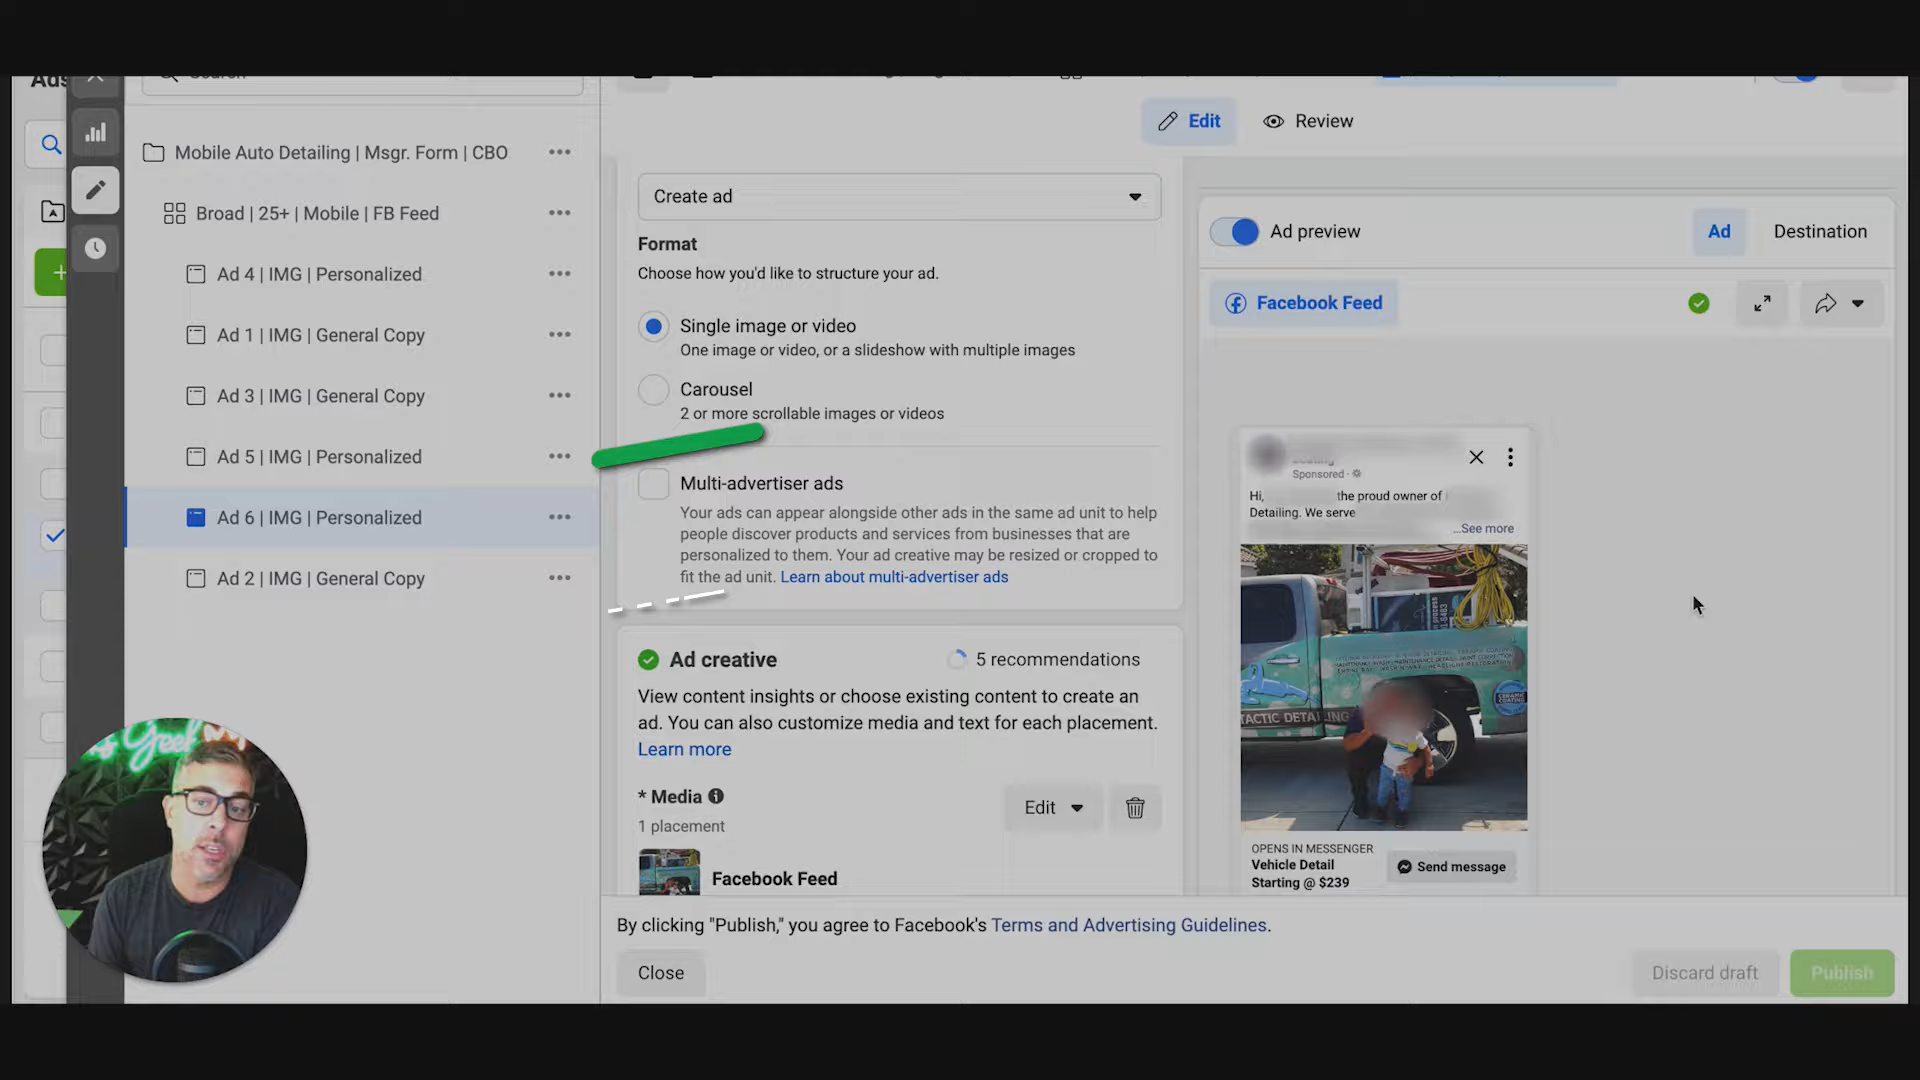 Ads
Search
Edit
Review
Mobile Auto Detailing | Msgr. Form | CBO
Broad | 25+ | Mobile | FB Feed
Ad 4 | IMG | Personalized
Ad 1 | IMG | General Copy
Ad 3 | IMG | General Copy
Ad 5 | IMG | Personalized
Ad 6 | IMG | Personalized
Ad 2 | IMG | General Copy
Create ad
Format
Choose how you'd like to structure your ad.
Single image or video
One image or video, or a slideshow with multiple images
Carousel
2 or more scrollable images or videos
Multi-advertiser ads
Your ads can appear alongside other ads in the same ad unit to help
people discover products and services from businesses that are
personalized to them. Your ad creative may be resized or cropped to
fit the ad unit. Learn about multi-advertiser ads
Ad creative
5 recommendations
View content insights or choose existing content to create an
ad. You can also customize media and text for each placement.
Learn more
* Media
1 placement
Edit
Facebook Feed
Ad preview
Ad
Destination
Facebook Feed
Sponsored ·
Hi, the proud owner of
Detailing. We serve
...See more
TACTIC DETAILING
CERAMIC
COATING
OPENS IN MESSENGER
Vehicle Detail
Starting @ $239
Send message
Geek
By clicking "Publish," you agree to Facebook's Terms and Advertising Guidelines.
Close
Discard draft
Publish